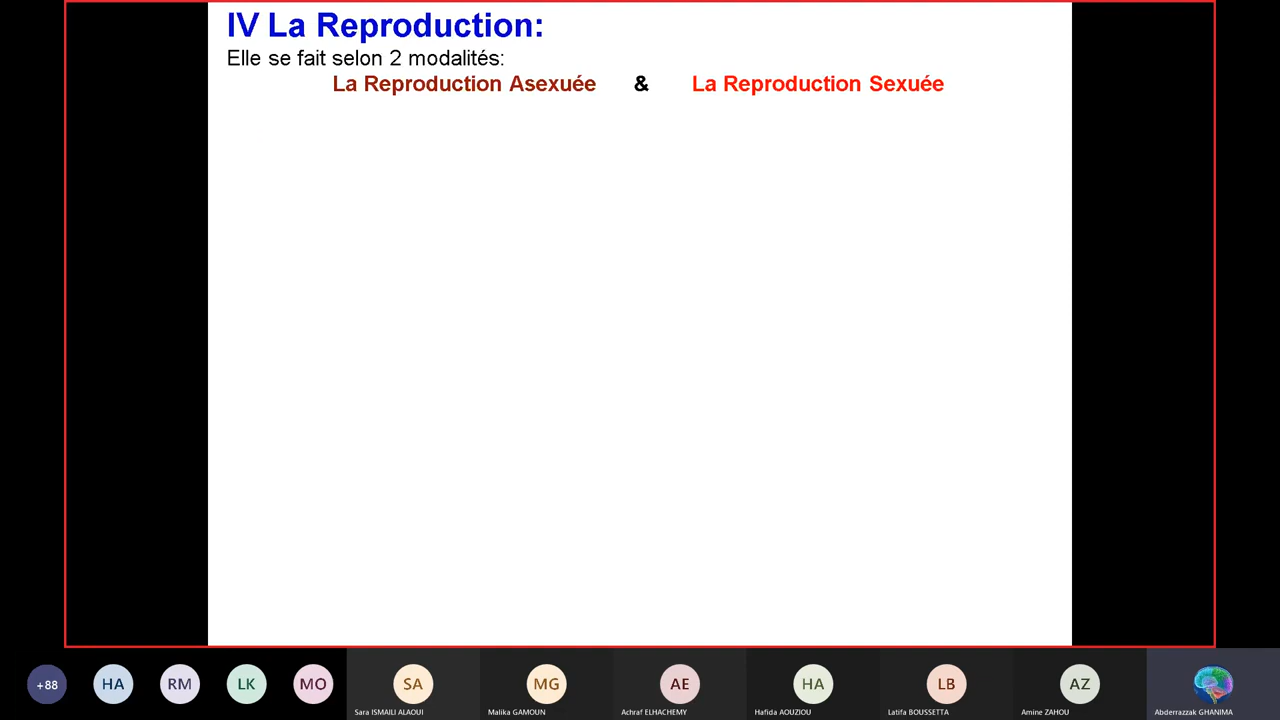 IV La Reproduction:
Elle se fait selon 2 modalités:
La Reproduction Asexuée & La Reproduction Sexuée
+88 HA RM LK MO SA MG AE HA LB AZ
Sara ISMAILI ALAOUI Malika GAMOUN Achraf ELHACHEMY Hafida AOUZIOU Latifa BOUSSETTA Amine ZAHOU Abderrazzak GHANIMA